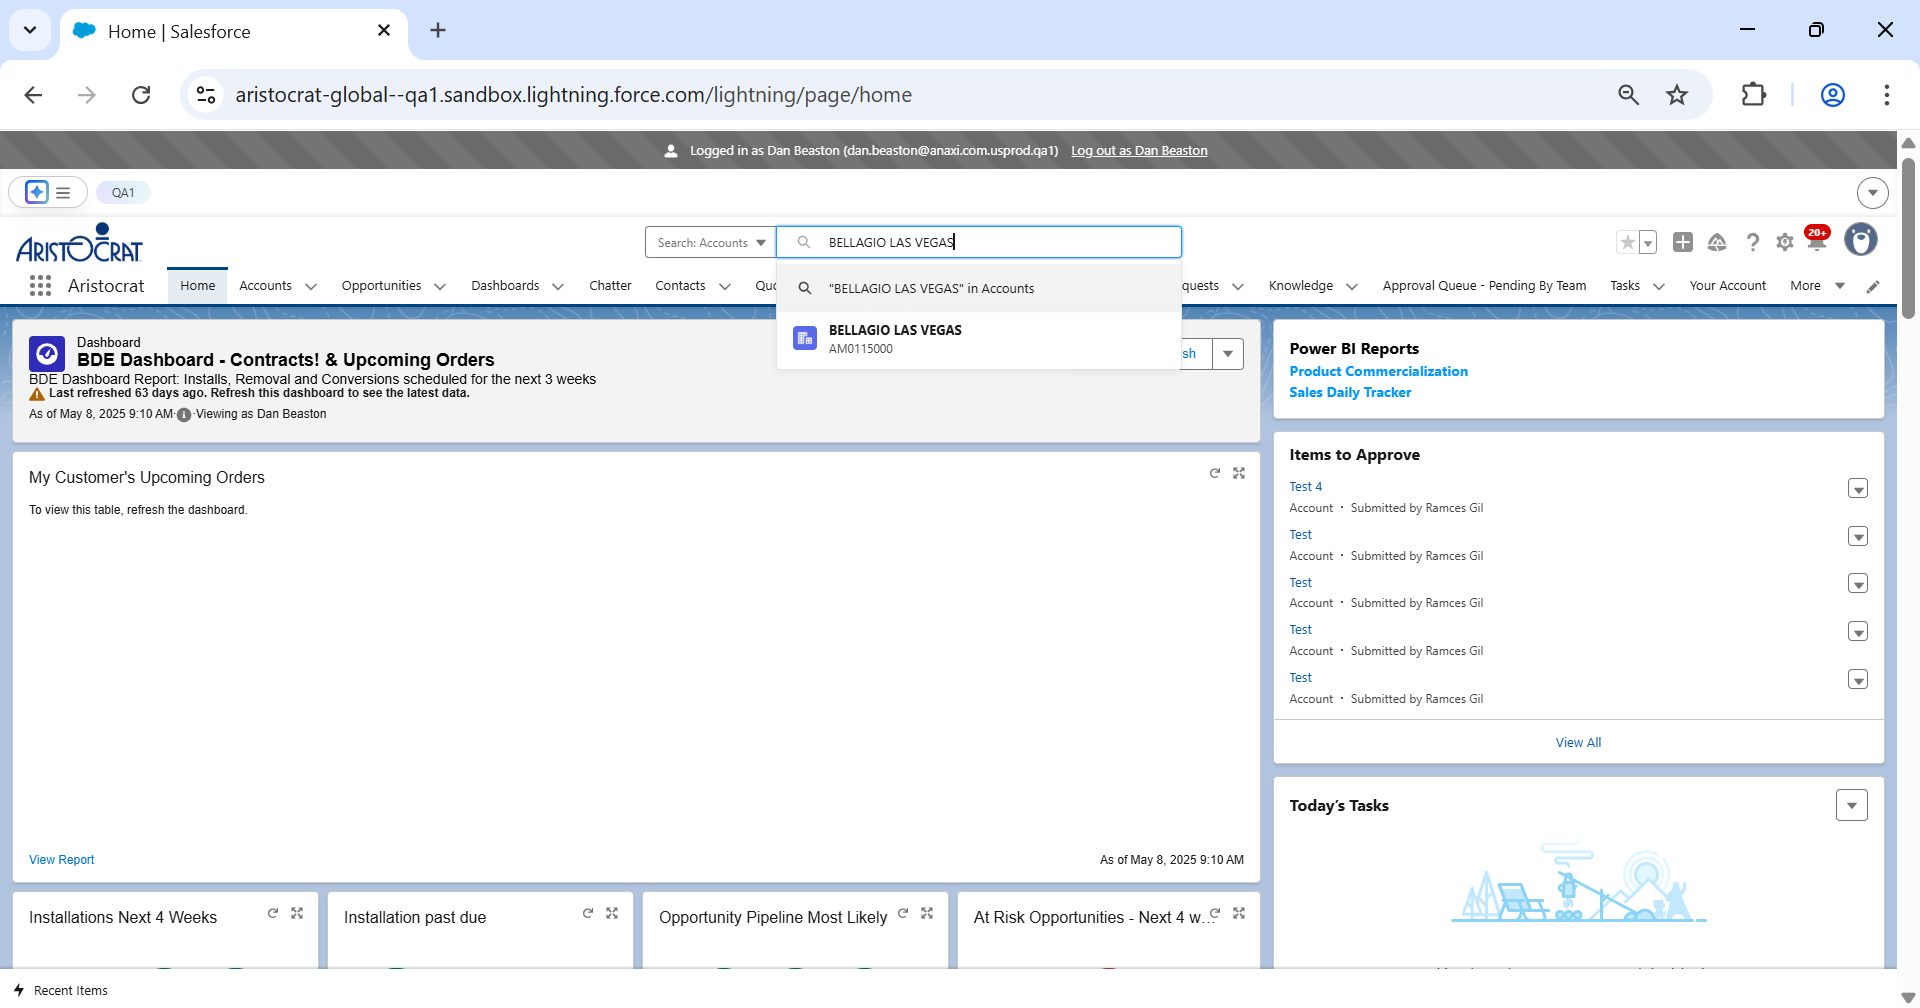 Home | Salesforce
aristocrat-global--qa1.sandbox.lightning.force.com/lightning/page/home
Logged in as Dan Beaston (dan.beaston@anaxi.com.usprod.qa1) Log out as Dan Beaston
QA1
ARISTOCRAT
Search: Accounts
BELLAGIO LAS VEGAS
20+
Aristocrat
Home
Accounts
Opportunities
Dashboards
Chatter
Contacts
Quo
quests
Knowledge
Approval Queue - Pending By Team
Tasks
Your Account
More
"BELLAGIO LAS VEGAS" in Accounts
BELLAGIO LAS VEGAS
AM0115000
Dashboard
BDE Dashboard - Contracts! & Upcoming Orders
BDE Dashboard Report: Installs, Removal and Conversions scheduled for the next 3 weeks
Last refreshed 63 days ago. Refresh this dashboard to see the latest data.
As of May 8, 2025 9:10 AM·Viewing as Dan Beaston
sh
My Customer's Upcoming Orders
To view this table, refresh the dashboard.
View Report
As of May 8, 2025 9:10 AM
Installations Next 4 Weeks
Installation past due
Opportunity Pipeline Most Likely
At Risk Opportunities - Next 4 w...
Power BI Reports
Product Commercialization
Sales Daily Tracker
Items to Approve
Test 4
Account • Submitted by Ramces Gil
Test
Account • Submitted by Ramces Gil
Test
Account • Submitted by Ramces Gil
Test
Account • Submitted by Ramces Gil
Test
Account • Submitted by Ramces Gil
View All
Today's Tasks
Recent Items